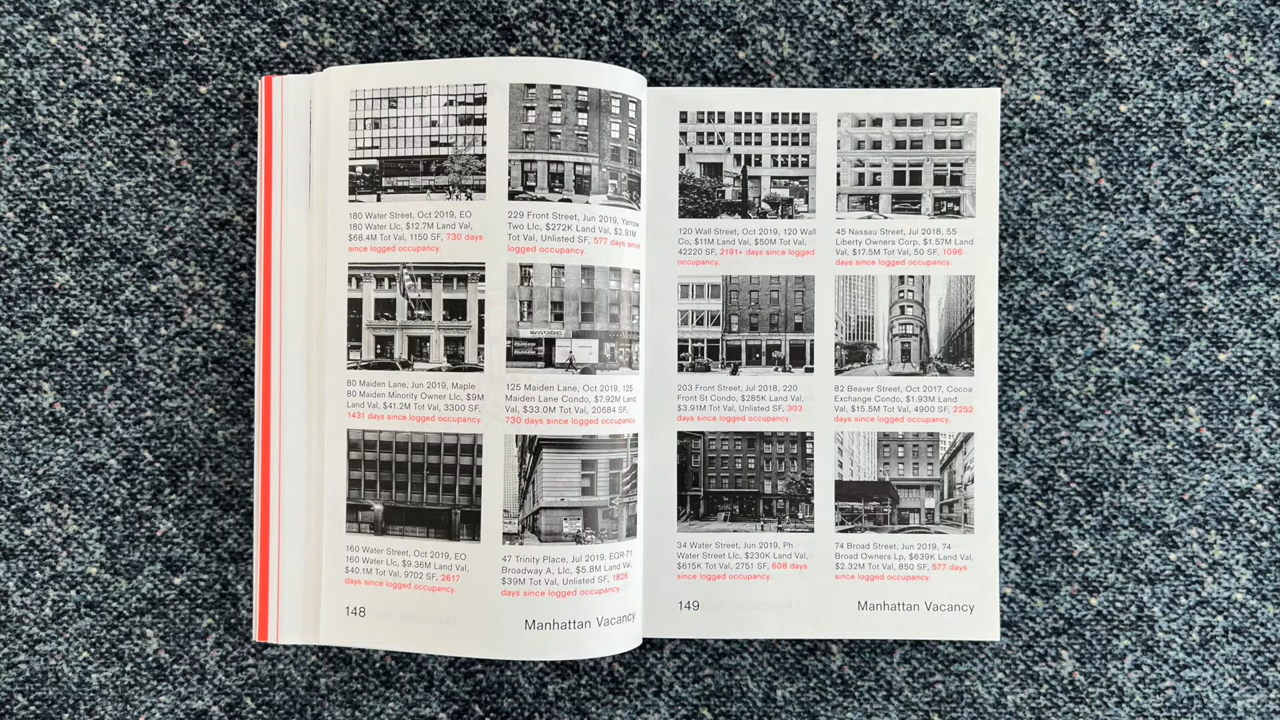 180 Water Street, Oct 2019, EO
180 Water Llc, $12.7M Land Val,
$68.4M Tot Val, 1150 SF, 730 days
since logged occupancy.
229 Front Street, Jun 2019, Yarrow
Two Llc, $272K Land Val, $2.91M
Tot Val, Unlisted SF, 577 days since
logged occupancy.
80 Maiden Lane, Jun 2019, Maple
80 Maiden Minority Owner Llc, $9M
Land Val, $41.2M Tot Val, 3300 SF,
1431 days since logged occupancy.
125 Maiden Lane, Oct 2019, 125
Maiden Lane Condo, $7.92M Land
Val, $33.0M Tot Val, 20684 SF,
730 days since logged occupancy.
160 Water Street, Oct 2019, EO
160 Water Llc, $9.36M Land Val,
$40.1M Tot Val, 9702 SF, 2617
days since logged occupancy.
47 Trinity Place, Jul 2019, EQR-71
Broadway A, Llc, $5.8M Land Val,
$39M Tot Val, Unlisted SF, 1826
days since logged occupancy.
148
Manhattan Vacancy
120 Wall Street, Oct 2019, 120 Wall
Co, $11M Land Val, $50M Tot Val,
42220 SF, 2191+ days since logged
occupancy.
45 Nassau Street, Jul 2018, 55
Liberty Owners Corp, $1.57M Land
Val, $17.5M Tot Val, 50 SF, 1096
days since logged occupancy.
203 Front Street, Jul 2018, 220
Front St Condo, $285K Land Val,
$3.91M Tot Val, Unlisted SF, 303
days since logged occupancy.
82 Beaver Street, Oct 2017, Cocoa
Exchange Condo, $1.93M Land
Val, $15.5M Tot Val, 4900 SF, 2252
days since logged occupancy.
34 Water Street, Jun 2019, Ph
Water Street Llc, $230K Land Val,
$615K Tot Val, 2751 SF, 608 days
since logged occupancy.
74 Broad Street, Jun 2019, 74
Broad Owners Lp, $639K Land Val,
$2.32M Tot Val, 850 SF, 577 days
since logged occupancy.
149
Manhattan Vacancy